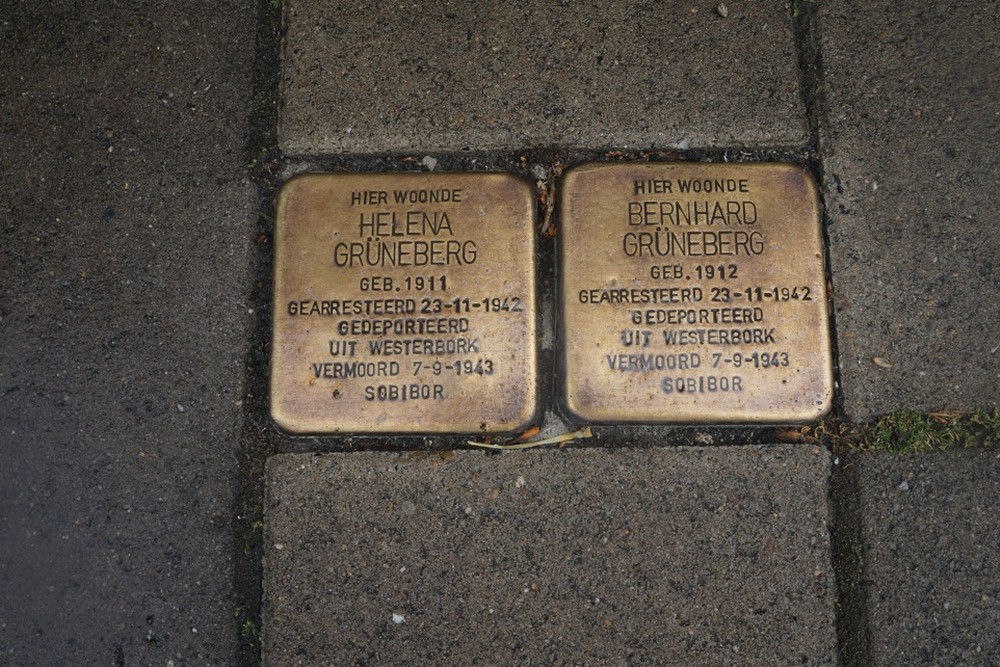 HIER WOONDE
HELENA
GRÜNEBERG
GEB. 1911
GEARRESTEERD 23-11-1942
GEDEPORTEERD
UIT WESTERBORK
VERMOORD 7-9-1943
SOBIBOR
HIER WOONDE
BERNHARD
GRÜNEBERG
GEB. 1912
GEARRESTEERD 23-11-1942
GEDEPORTEERD
UIT WESTERBORK
VERMOORD 7-9-1943
SOBIBOR